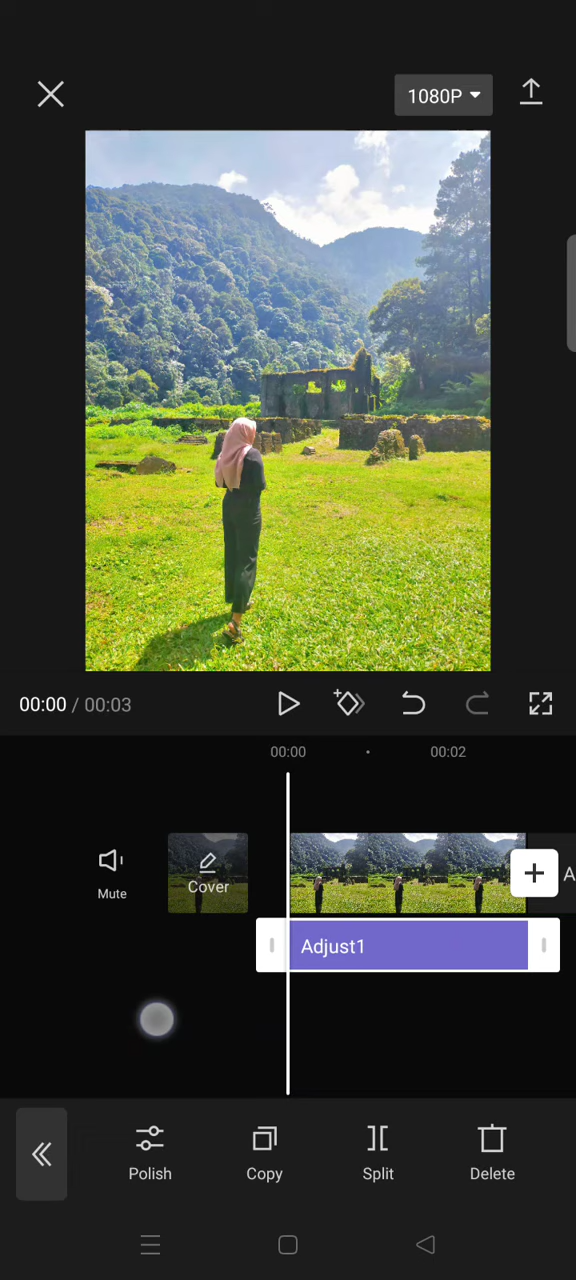 1080P
00:00 / 00:03
00:00
00:02
Mute
Cover
A
Adjust1
Polish
Copy
Split
Delete